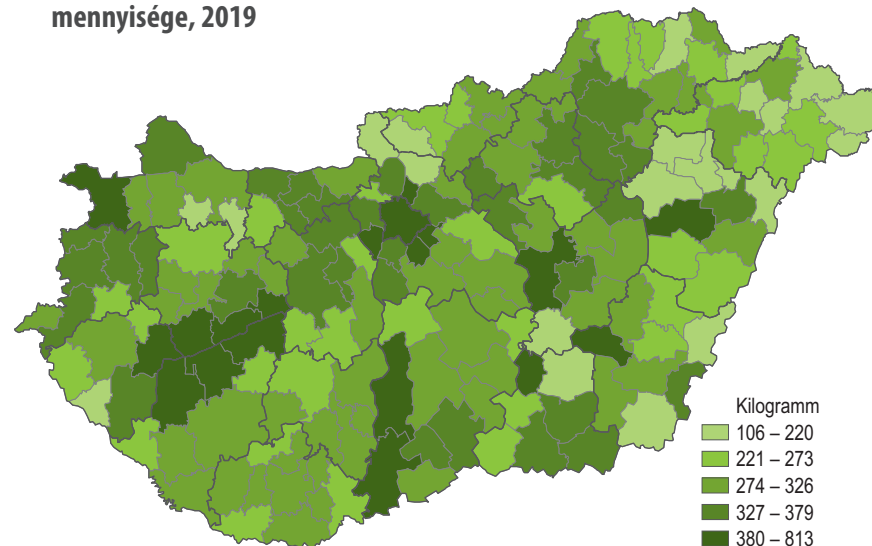 mennyisége, 2019
Kilogramm
106 – 220
221 – 273
274 – 326
327 – 379
380 – 813